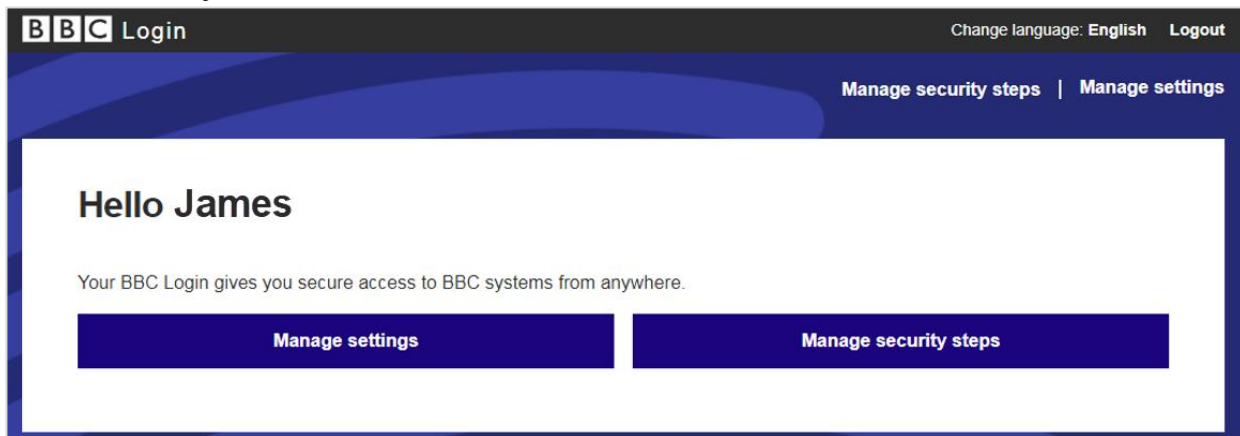 BBC Login Change language: English Logout
Manage security steps | Manage settings
Hello James
Your BBC Login gives you secure access to BBC systems from anywhere.
Manage settings Manage security steps